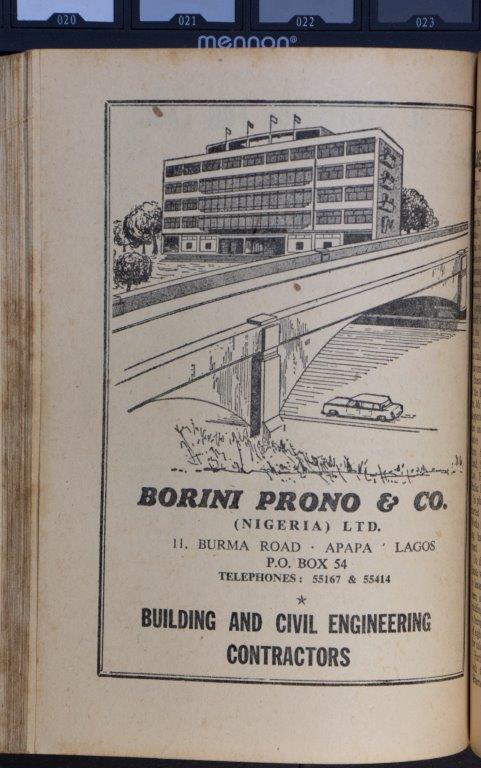 020 021 022 023
mennon®
BORINI PRONO & CO.
(NIGERIA) LTD.
11, BURMA ROAD · APAPA ' LAGOS
P.O. BOX 54
TELEPHONES : 55167 & 55414
★
BUILDING AND CIVIL ENGINEERING
CONTRACTORS